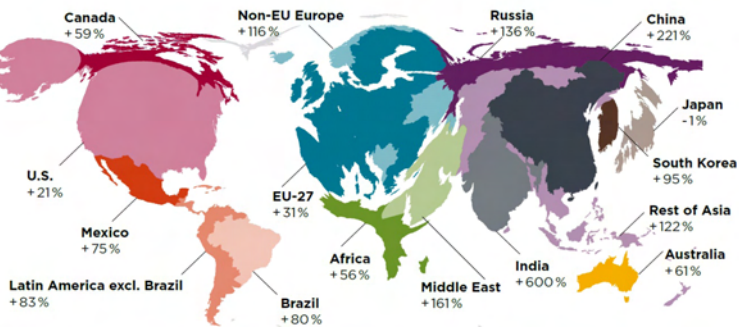 Canada
+59%
Non-EU Europe
+116%
Russia
+136%
China
+221%
Japan
-1%
South Korea
+95%
U.S.
+21%
EU-27
+31%
Rest of Asia
+122%
Mexico
+75%
Africa
+56%
Middle East
+161%
India
+600%
Australia
+61%
Latin America excl. Brazil
+83%
Brazil
+80%